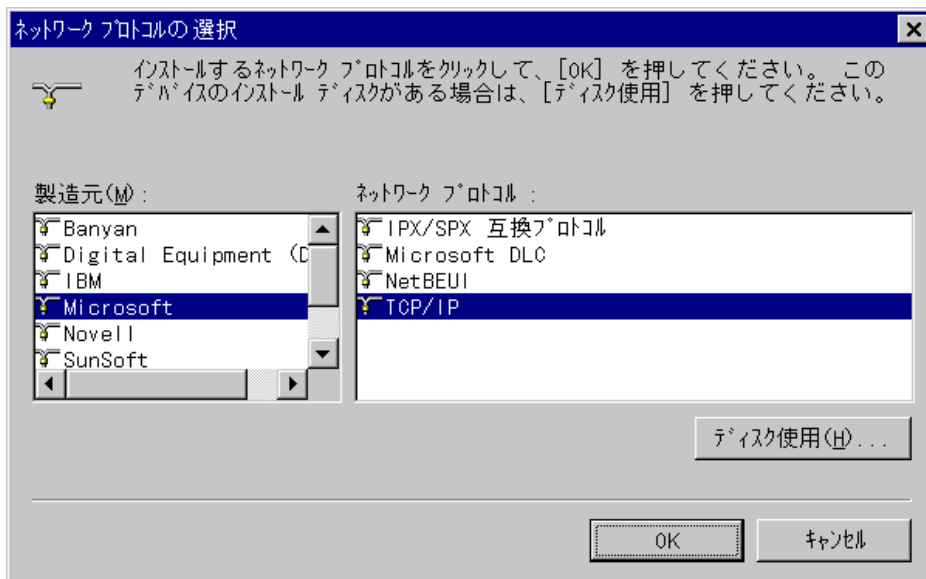 ﾈｯﾄﾜｰｸ ﾌﾟﾛﾄｺﾙの選択
ｲﾝｽﾄｰﾙするﾈｯﾄﾜｰｸ ﾌﾟﾛﾄｺﾙをｸﾘｯｸして、[OK] を押してください。 この
ﾃﾞﾊﾞｲｽのｲﾝｽﾄｰﾙ ﾃﾞｨｽｸがある場合は、[ﾃﾞｨｽｸ使用] を押してください。
製造元(M) :
Banyan
Digital Equipment (D
IBM
Microsoft
Novell
SunSoft
ﾈｯﾄﾜｰｸ ﾌﾟﾛﾄｺﾙ :
IPX/SPX 互換ﾌﾟﾛﾄｺﾙ
Microsoft DLC
NetBEUI
TCP/IP
ﾃﾞｨｽｸ使用(H)...
OK
ｷｬﾝｾﾙ